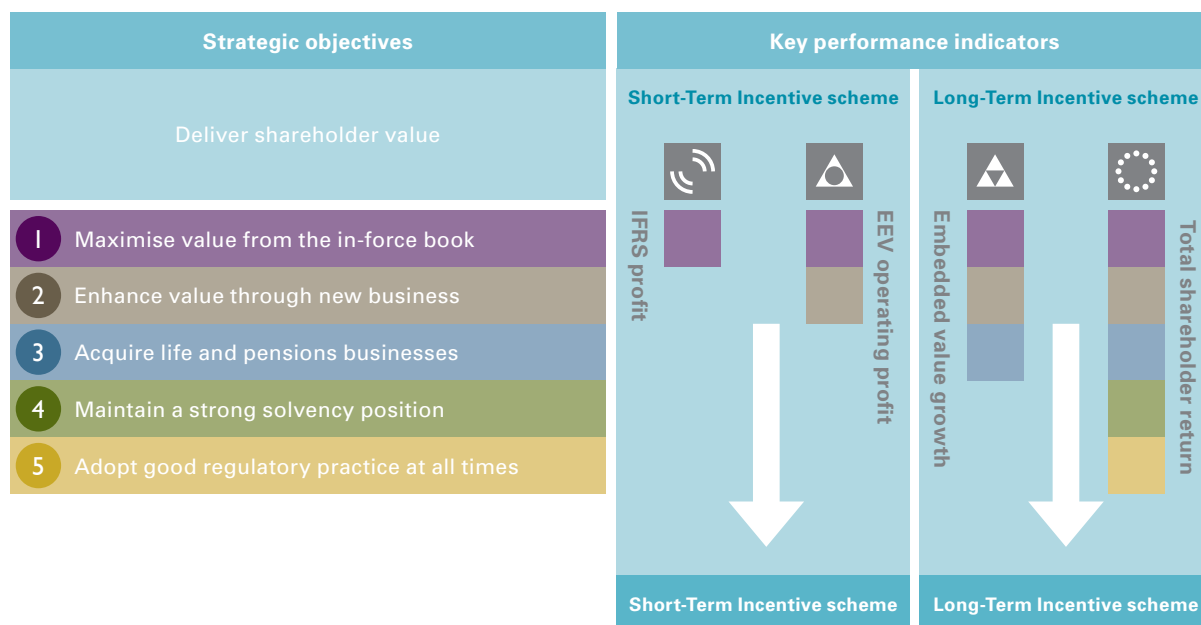 Strategic objectives
Key performance indicators
Deliver shareholder value
Short-Term Incentive scheme
Long-Term Incentive scheme
1 Maximise value from the in-force book
2 Enhance value through new business
3 Acquire life and pensions businesses
4 Maintain a strong solvency position
5 Adopt good regulatory practice at all times
IFRS profit
EEV operating profit
Embedded value growth
Total shareholder return
Short-Term Incentive scheme
Long-Term Incentive scheme